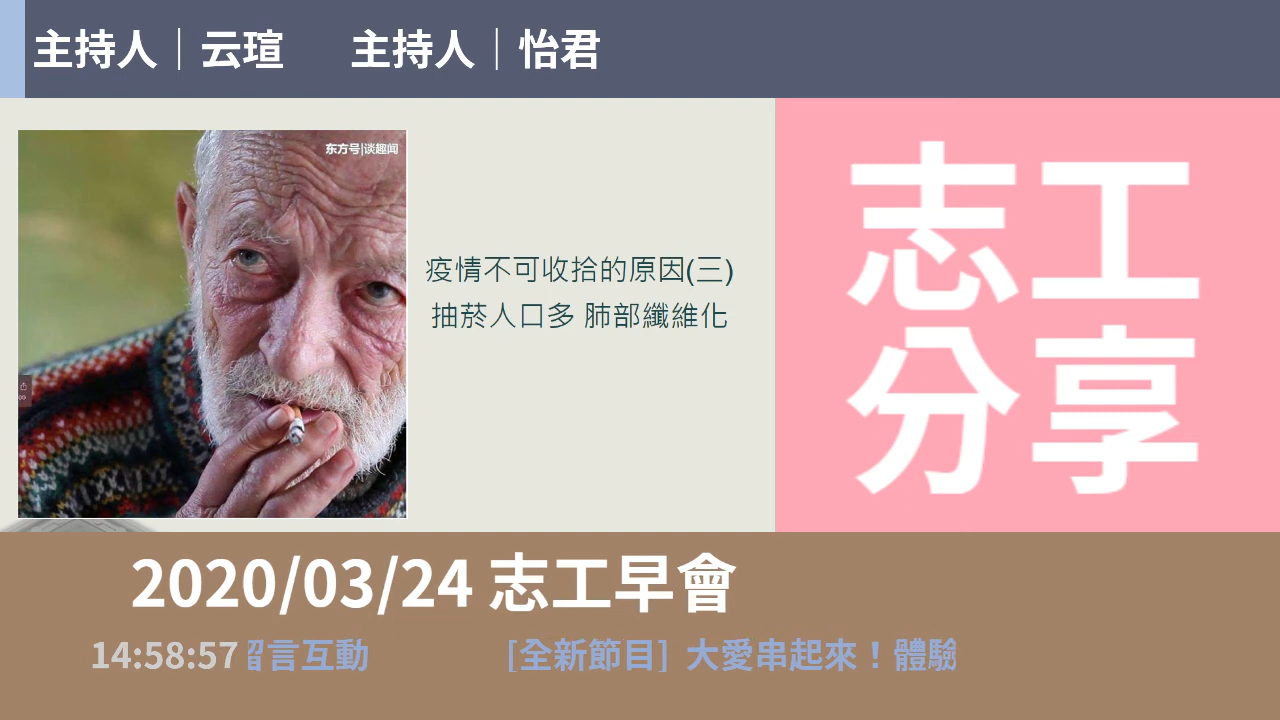 主持人｜云瑄　主持人｜怡君
东方号|谈趣闻
疫情不可收拾的原因(三)
抽菸人口多 肺部纖維化
志工
分享
2020/03/24 志工早會
14:58:57 留言互動　[全新節目] 大愛串起來！體驗